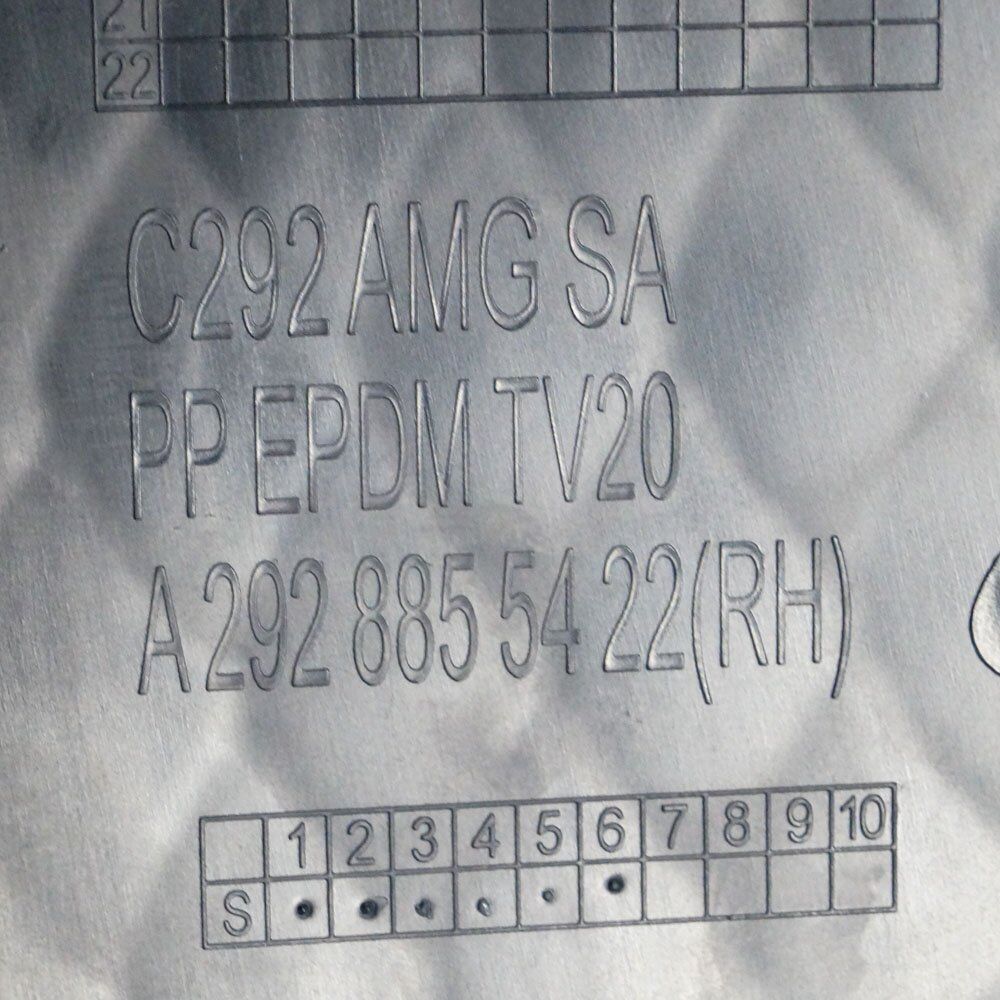 21
22
C292 AMG SA
PP EPDM TV20
A 292 885 54 22(RH)
1 2 3 4 5 6 7 8 9 10
S